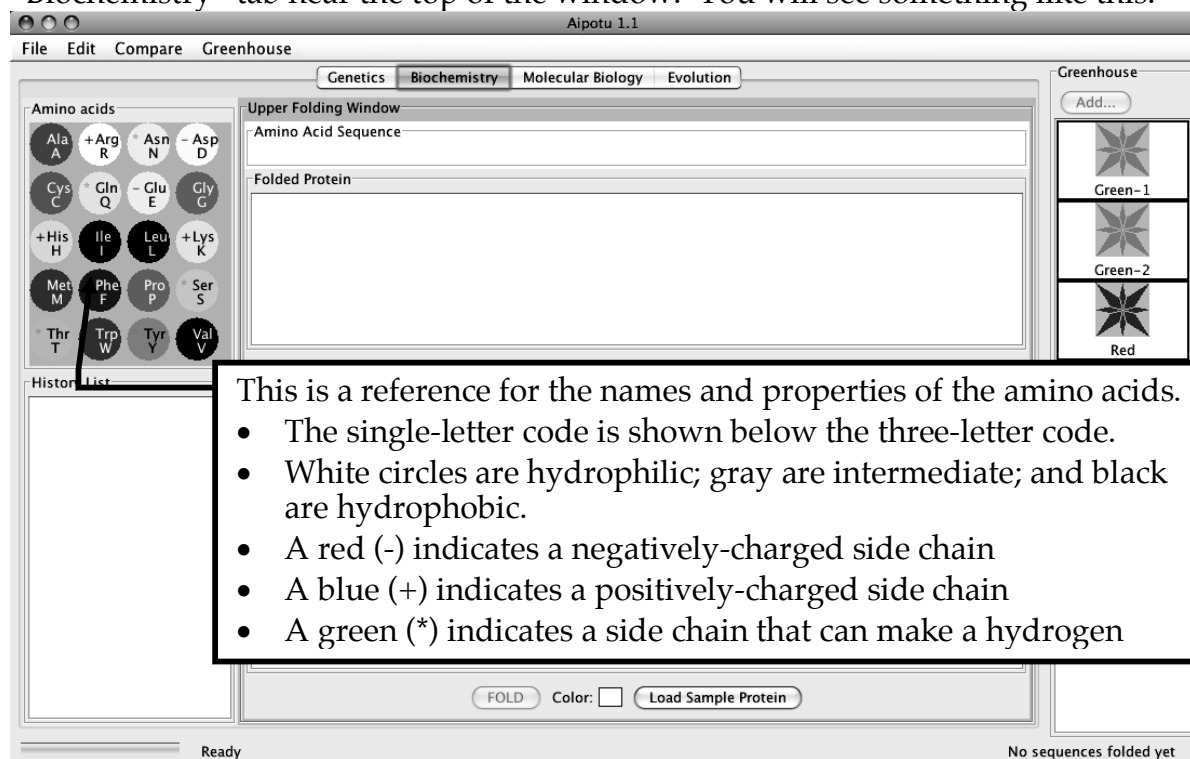 "Biochemistry" tab near the top of the window. You will see something like this:
Aipotu 1.1
File Edit Compare Greenhouse
Genetics Biochemistry Molecular Biology Evolution
Amino acids
Ala A +Arg R * Asn N - Asp D
Cys C * Gln Q - Glu E Gly G
+His H Ile I Leu L +Lys K
Met M Phe F Pro P * Ser S
* Thr T Trp W Tyr Y Val V
History List
Upper Folding Window
Amino Acid Sequence
Folded Protein
Greenhouse
Add...
Green-1
Green-2
Red
This is a reference for the names and properties of the amino acids.
• The single-letter code is shown below the three-letter code.
• White circles are hydrophilic; gray are intermediate; and black
are hydrophobic.
• A red (-) indicates a negatively-charged side chain
• A blue (+) indicates a positively-charged side chain
• A green (*) indicates a side chain that can make a hydrogen
FOLD Color: Load Sample Protein
Ready
No sequences folded yet